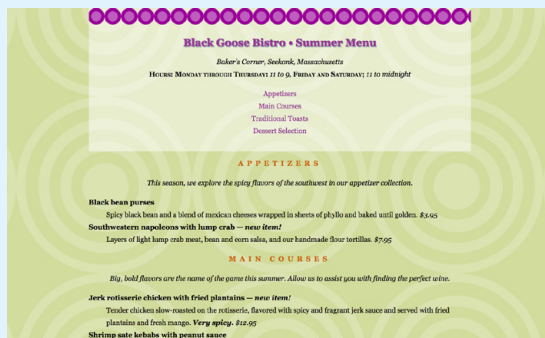 Black Goose Bistro • Summer Menu
Baker's Corner, Seekonk, Massachusetts
Hours: Monday through Thursday: 11 to 9, Friday and Saturday; 11 to midnight
Appetizers
Main Courses
Traditional Toasts
Dessert Selection
APPETIZERS
This season, we explore the spicy flavors of the southwest in our appetizer collection.
Black bean purses
Spicy black bean and a blend of mexican cheeses wrapped in sheets of phyllo and baked until golden. $3.95
Southwestern napoleons with lump crab — new item!
Layers of light lump crab meat, bean and corn salsa, and our handmade flour tortillas. $7.95
MAIN COURSES
Big, bold flavors are the name of the game this summer. Allow us to assist you with finding the perfect wine.
Jerk rotisserie chicken with fried plantains — new item!
Tender chicken slow-roasted on the rotisserie, flavored with spicy and fragrant jerk sauce and served with fried
plantains and fresh mango. Very spicy. $12.95
Shrimp sate kebabs with peanut sauce